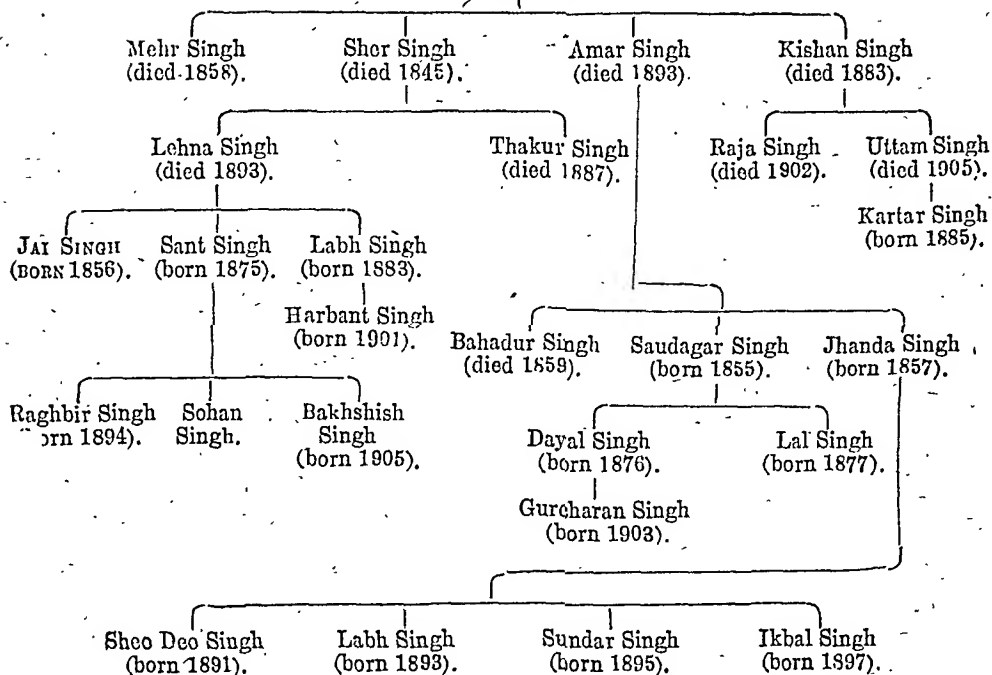 Mehr Singh Sher Singh Amar Singh Kishan Singh
(died 1858). (died 1845). (died 1893). (died 1883).
Lehna Singh Thakur Singh Raja Singh Uttam Singh
(died 1893). (died 1887). (died 1902). (died 1905).
Kartar Singh
(born 1885).
JAI SINGH Sant Singh Labh Singh
(BORN 1856). (born 1875). (born 1883).
Harbant Singh
(born 1901).
Bahadur Singh Saudagar Singh Jhanda Singh
(died 1859). (born 1855). (born 1857).
Raghbir Singh Sohan Bakhshish
orn 1894). Singh. Singh
(born 1905).
Dayal Singh Lal Singh
(born 1876). (born 1877).
Gurcharan Singh
(born 1903).
Sheo Deo Singh Labh Singh Sundar Singh Ikbal Singh
(born 1891). (born 1893). (born 1895). (born 1897).